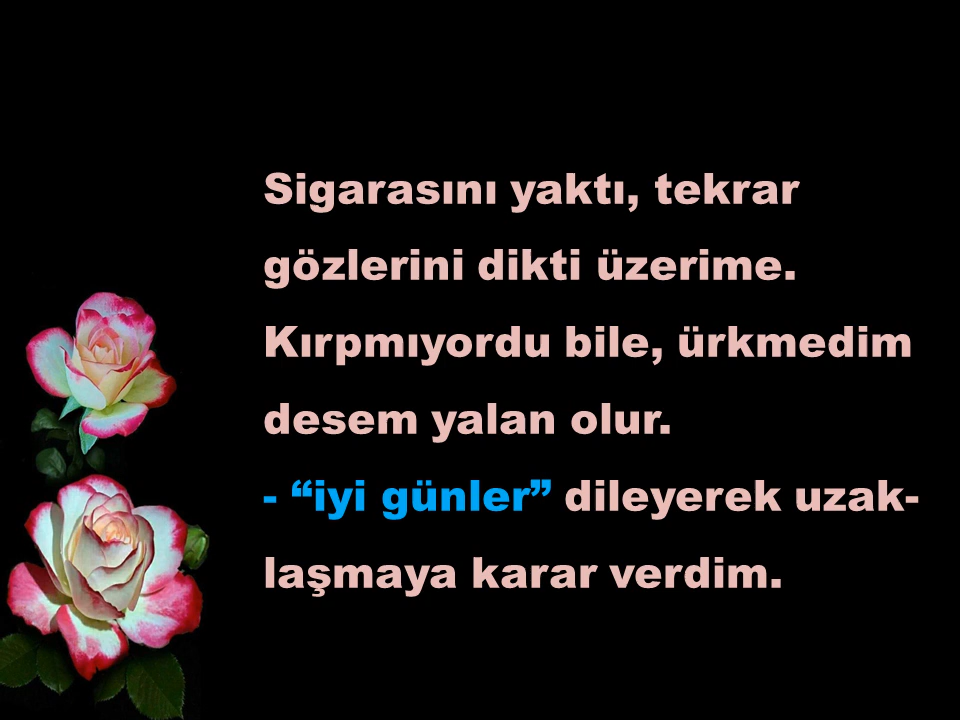 Sigarasını yaktı, tekrar
gözlerini dikti üzerime.
Kırpmıyordu bile, ürkmedim
desem yalan olur.
- “iyi günler” dileyerek uzak-
laşmaya karar verdim.